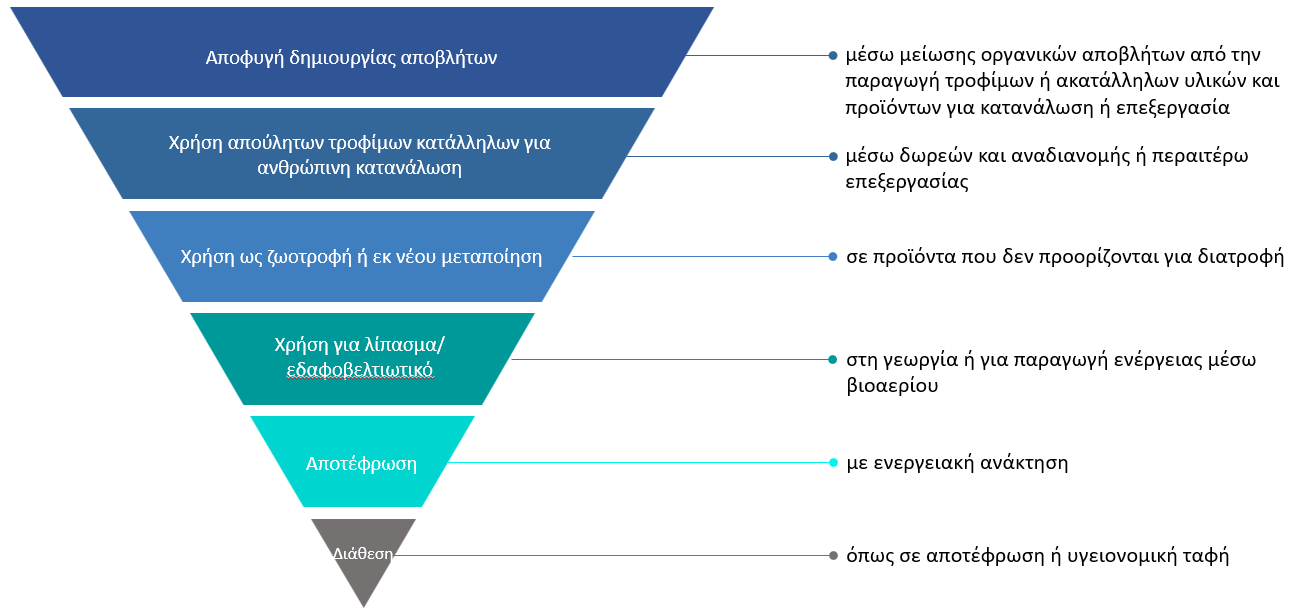 Αποφυγή δημιουργίας αποβλήτων
μέσω μείωσης οργανικών αποβλήτων από την
παραγωγή τροφίμων ή ακατάλληλων υλικών και
προϊόντων για κατανάλωση ή επεξεργασία
Χρήση απούλητων τροφίμων κατάλληλων για
ανθρώπινη κατανάλωση
μέσω δωρεών και αναδιανομής ή περαιτέρω
επεξεργασίας
Χρήση ως ζωοτροφή ή εκ νέου μεταποίηση
σε προϊόντα που δεν προορίζονται για διατροφή
Χρήση για λίπασμα/
εδαφοβελτιωτικό
στη γεωργία ή για παραγωγή ενέργειας μέσω
βιοαερίου
Αποτέφρωση
με ενεργειακή ανάκτηση
Διάθεση
όπως σε αποτέφρωση ή υγειονομική ταφή